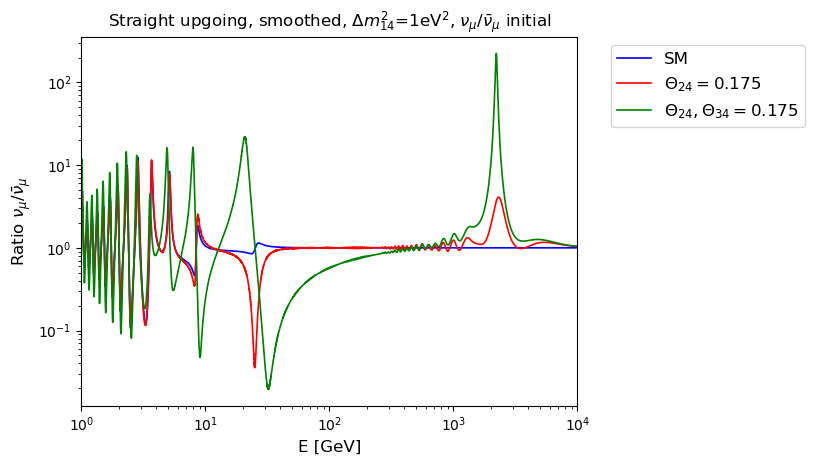 Straight upgoing, smoothed, Δm²₁₄=1eV², ν_μ/ν̄_μ initial
SM
Θ₂₄ = 0.175
Θ₂₄, Θ₃₄ = 0.175
Ratio ν_μ/ν̄_μ
10²
10¹
10⁰
10⁻¹
10⁰ 10¹ 10² 10³ 10⁴
E [GeV]